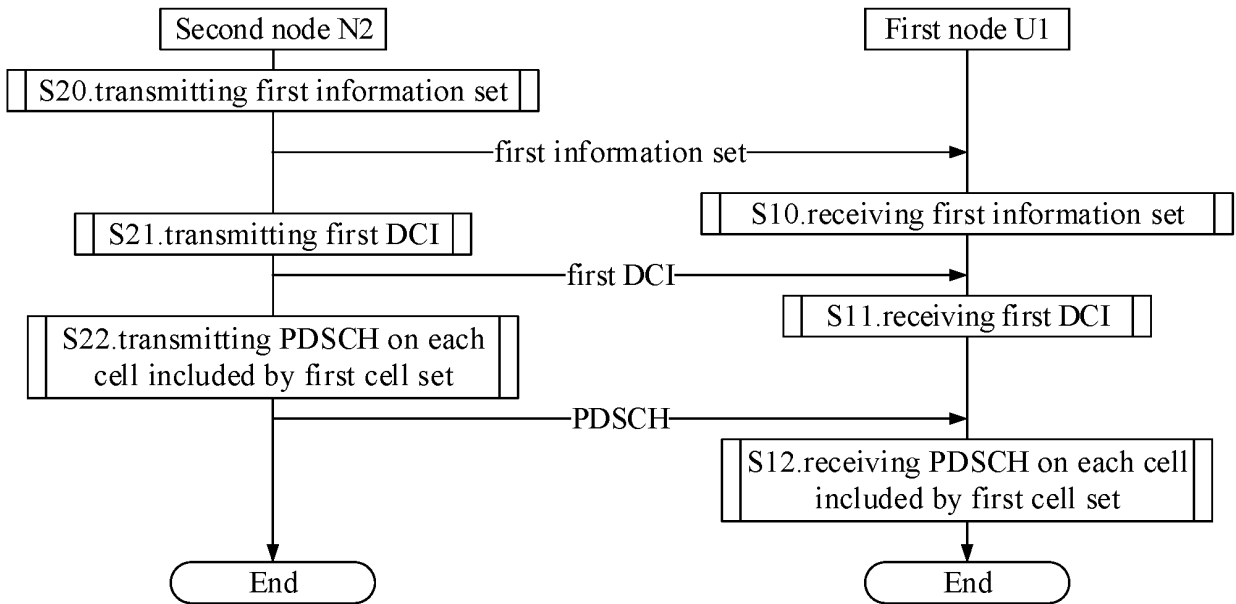 Second node N2
First node U1
S20.transmitting first information set
first information set
S10.receiving first information set
S21.transmitting first DCI
first DCI
S11.receiving first DCI
S22.transmitting PDSCH on each
cell included by first cell set
PDSCH
S12.receiving PDSCH on each cell
included by first cell set
End
End